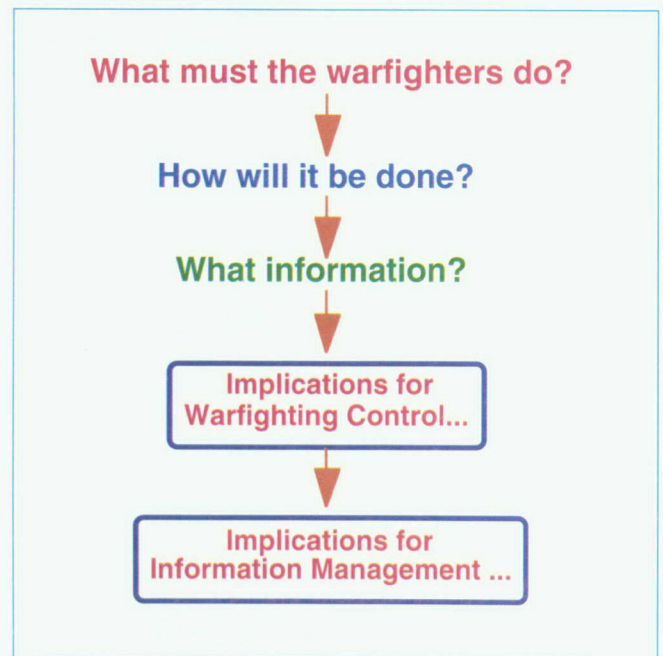 What must the warfighters do?
How will it be done?
What information?
Implications for
Warfighting Control...
Implications for
Information Management ...